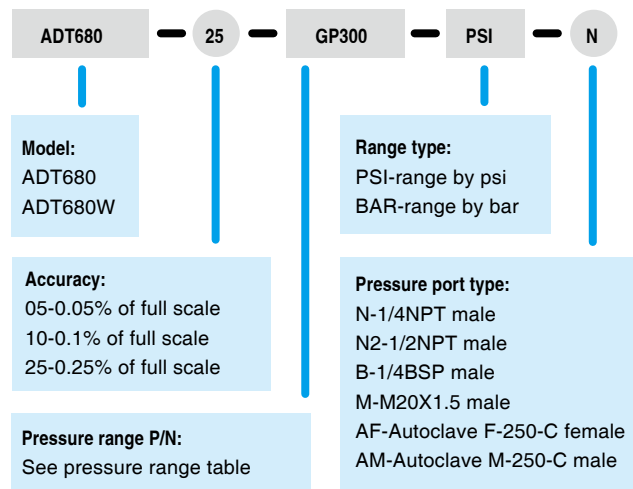 ADT680 25 GP300 PSI N
Model:
ADT680
ADT680W
Range type:
PSI-range by psi
BAR-range by bar
Accuracy:
05-0.05% of full scale
10-0.1% of full scale
25-0.25% of full scale
Pressure port type:
N-1/4NPT male
N2-1/2NPT male
B-1/4BSP male
M-M20X1.5 male
AF-Autoclave F-250-C female
AM-Autoclave M-250-C male
Pressure range P/N:
See pressure range table